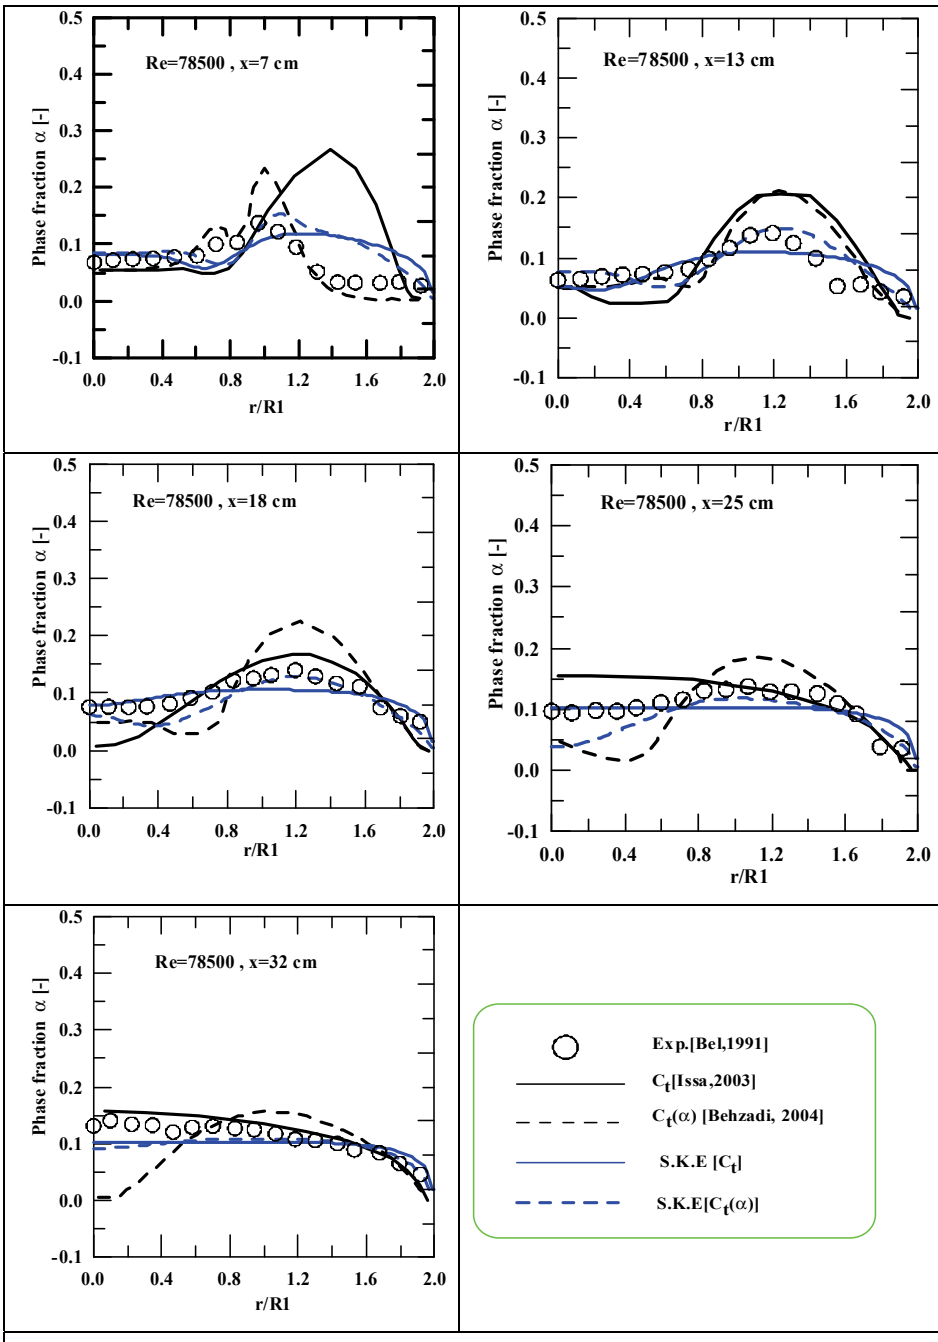 0.5
0.4
0.3
0.2
0.1
0.0
-0.1
Phase fraction α [-]
Re=78500 , x=7 cm
0.0 0.4 0.8 1.2 1.6 2.0
r/R1
0.5
0.4
0.3
0.2
0.1
0.0
-0.1
Phase fraction α [-]
Re=78500 , x=13 cm
0.0 0.4 0.8 1.2 1.6 2.0
r/R1
0.5
0.4
0.3
0.2
0.1
0.0
-0.1
Phase fraction α [-]
Re=78500 , x=18 cm
0.0 0.4 0.8 1.2 1.6 2.0
r/R1
0.5
0.4
0.3
0.2
0.1
0.0
-0.1
Phase fraction α [-]
Re=78500 , x=25 cm
0.0 0.4 0.8 1.2 1.6 2.0
r/R1
0.5
0.4
0.3
0.2
0.1
0.0
-0.1
Phase fraction α [-]
Re=78500 , x=32 cm
0.0 0.4 0.8 1.2 1.6 2.0
r/R1
Exp.[Bel,1991]
Ct[Issa,2003]
Ct(α) [Behzadi, 2004]
S.K.E [Ct]
S.K.E[Ct(α)]